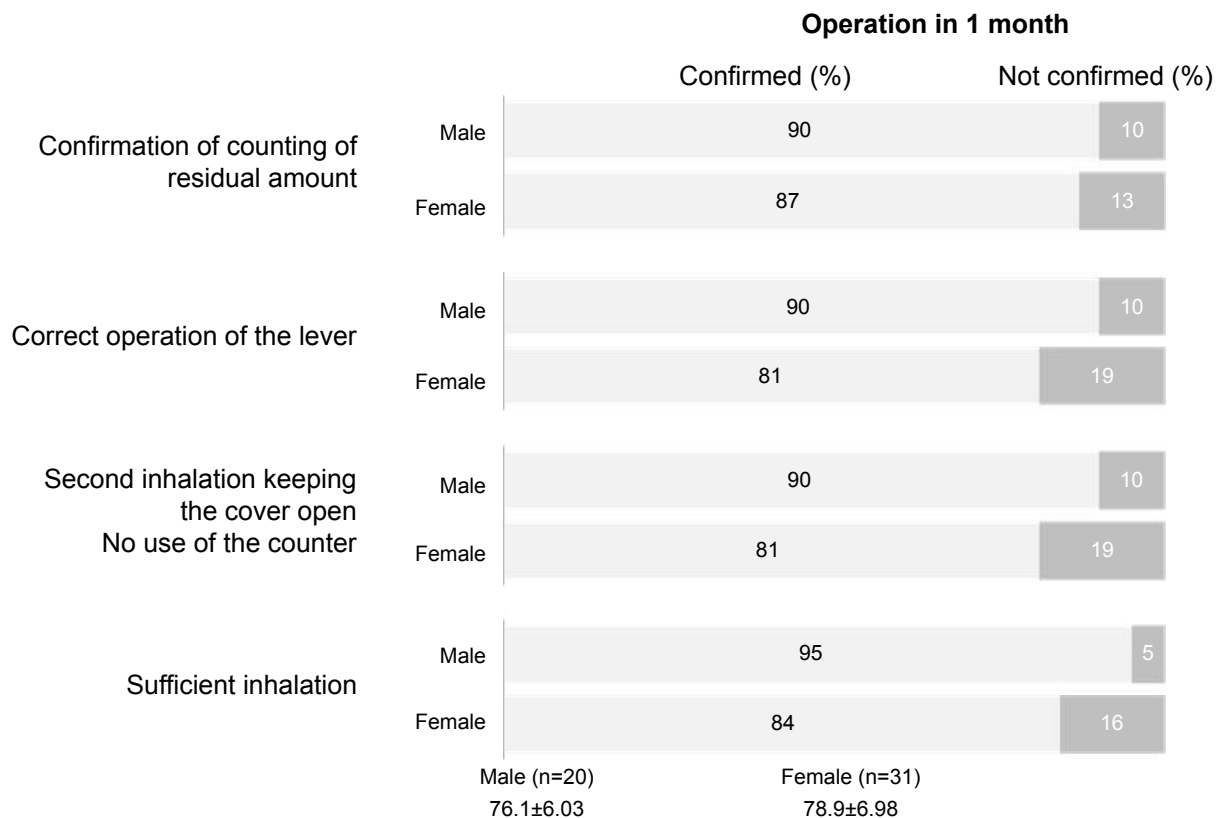 Operation in 1 month
Confirmed (%) Not confirmed (%)
Confirmation of counting of
residual amount
Male 90 10
Female 87 13
Correct operation of the lever
Male 90 10
Female 81 19
Second inhalation keeping
the cover open
No use of the counter
Male 90 10
Female 81 19
Sufficient inhalation
Male 95 5
Female 84 16
Male (n=20) Female (n=31)
76.1±6.03 78.9±6.98